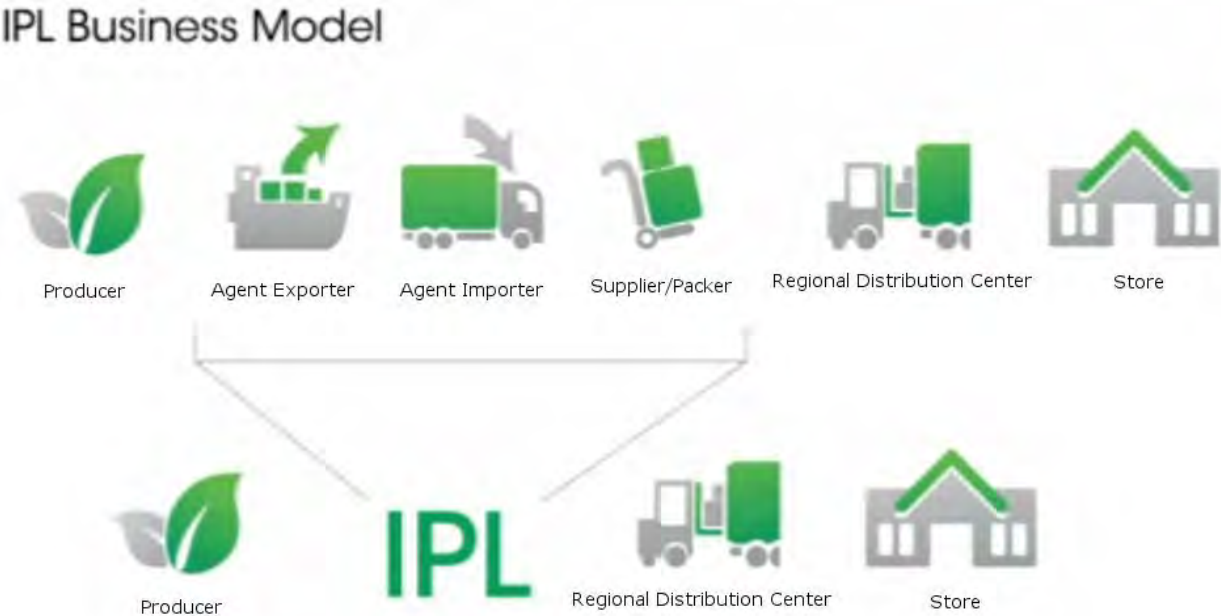 IPL Business Model
Producer
Agent Exporter
Agent Importer
Supplier/Packer
Regional Distribution Center
Store
Producer
IPL
Regional Distribution Center
Store